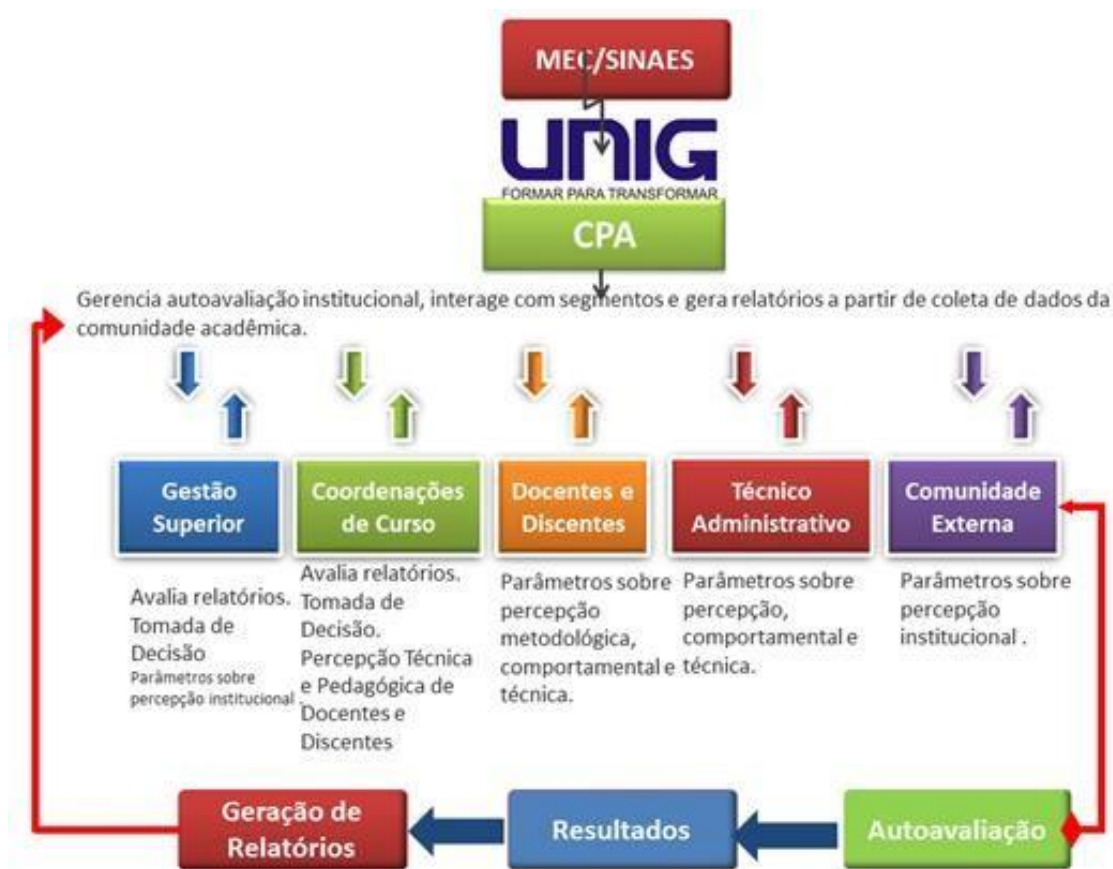 MEC/SINAES
UNIG
FORMAR PARA TRANSFORMAR
CPA
Gerencia autoavaliação institucional, interage com segmentos e gera relatórios a partir de coleta de dados da
comunidade acadêmica.
Gestão
Superior
Avalia relatórios.
Tomada de
Decisão
Parâmetros sobre
percepção institucional .
Coordenações
de Curso
Avalia relatórios.
Tomada de
Decisão.
Percepção Técnica
e Pedagógica de
Docentes e
Discentes
Docentes e
Discentes
Parâmetros sobre
percepção
metodológica,
comportamental e
técnica.
Técnico
Administrativo
Parâmetros sobre
percepção,
comportamental e
técnica.
Comunidade
Externa
Parâmetros sobre
percepção
institucional .
Geração de
Relatórios
Resultados
Autoavaliação